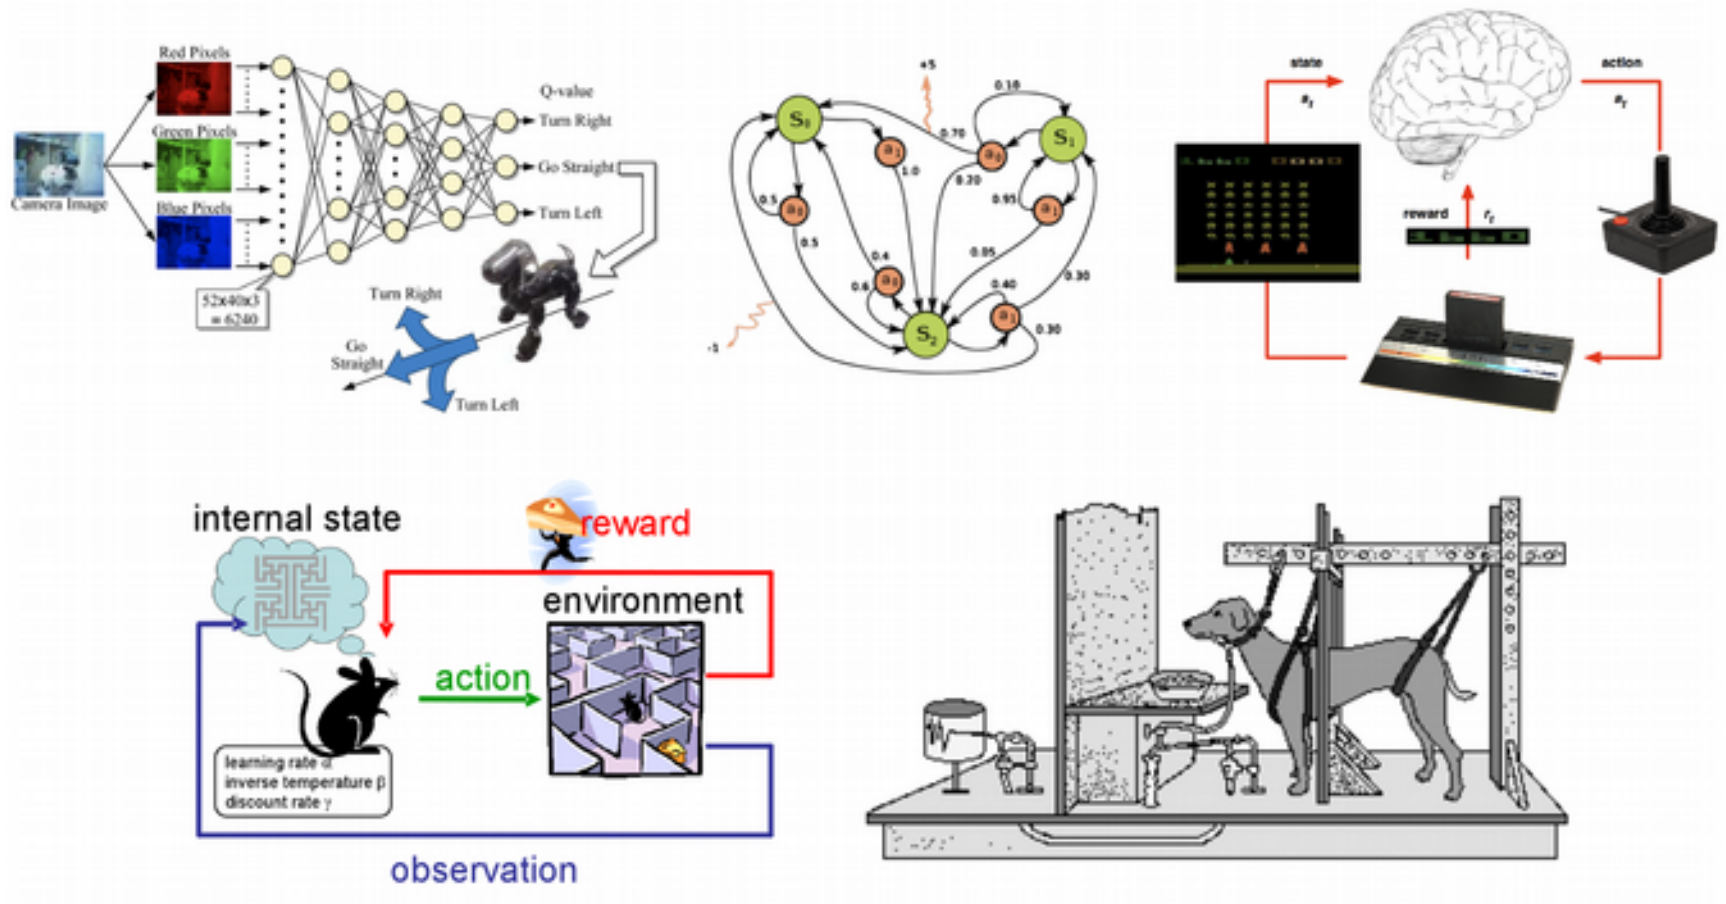 Red Pixels
Green Pixels
Blue Pixels
Camera Image
52x40x3
= 6240
Q-value
Turn Right
Go Straight
Turn Left
Turn Right
Go
Straight
Turn Left
+5
-1
S₀
S₁
S₂
a₁
a₀
a₀
a₁
a₀
a₁
0.10
0.70
1.0
0.20
0.95
0.5
0.5
0.4
0.05
0.6
0.40
0.30
0.30
state
action
reward
internal state
reward
environment
action
learning rate α
inverse temperature β
discount rate γ
observation